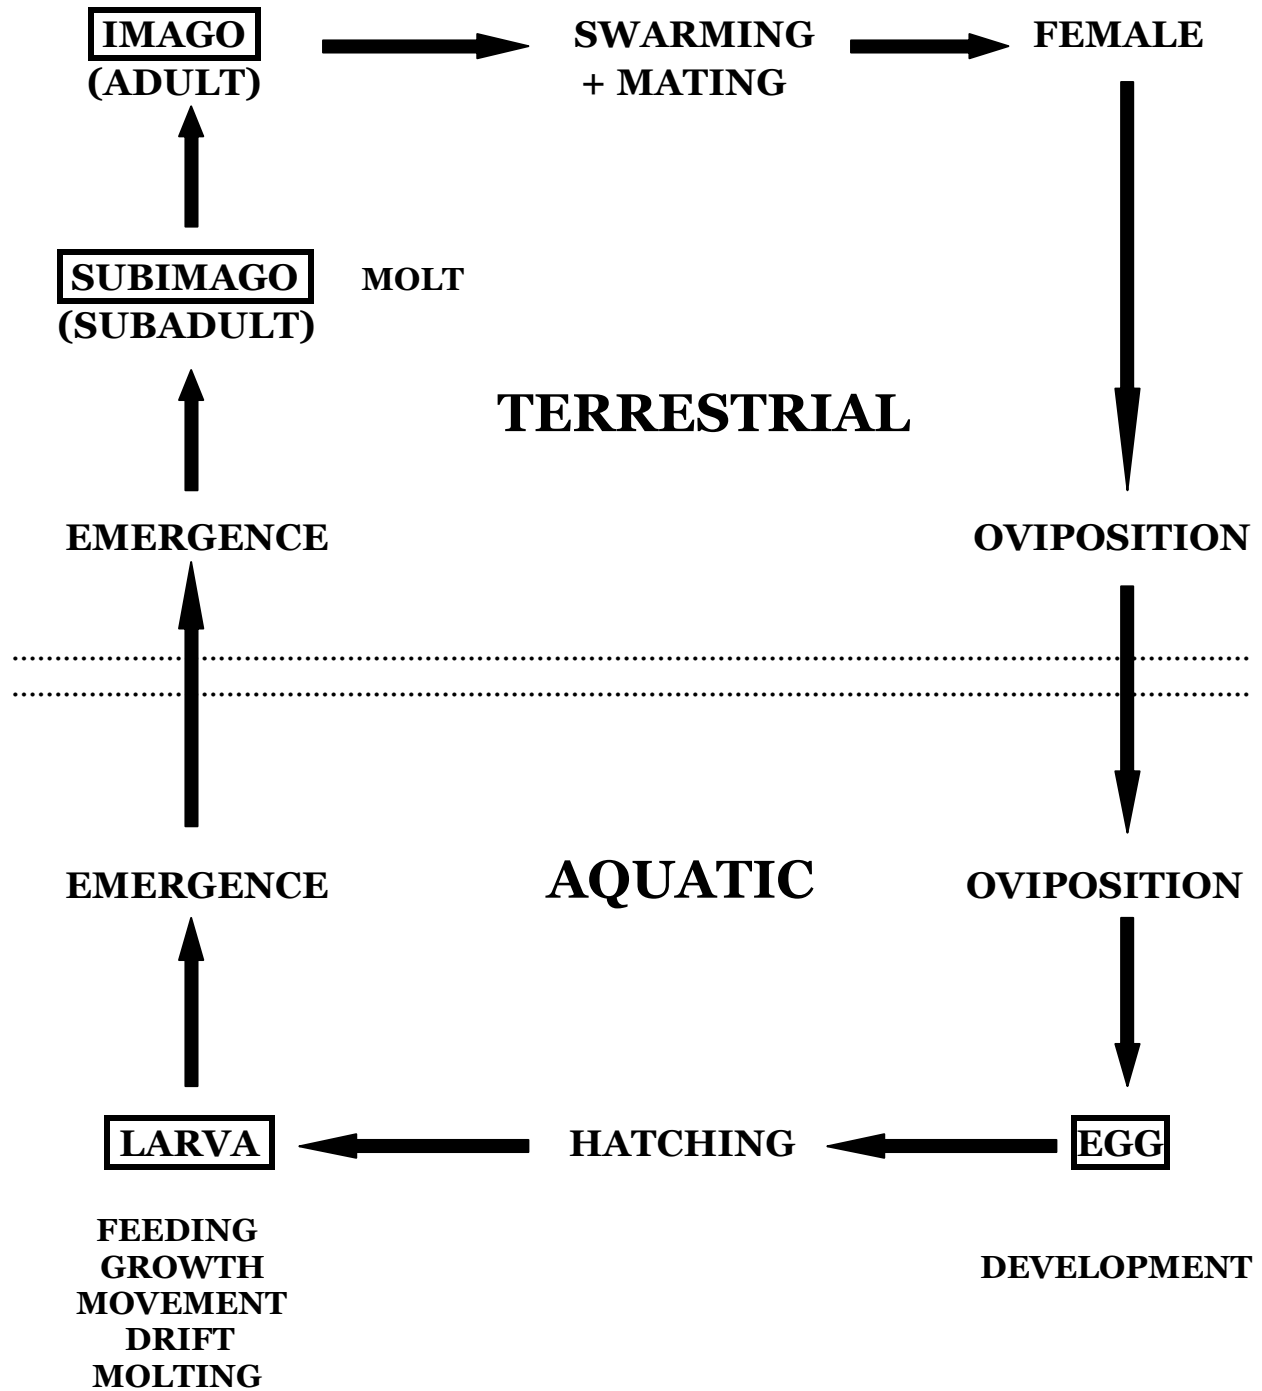 IMAGO
(ADULT)
SWARMING
+ MATING
FEMALE
SUBIMAGO
(SUBADULT)
MOLT
TERRESTRIAL
EMERGENCE
OVIPOSITION
EMERGENCE
AQUATIC
OVIPOSITION
LARVA
HATCHING
EGG
FEEDING
GROWTH
MOVEMENT
DRIFT
MOLTING
DEVELOPMENT